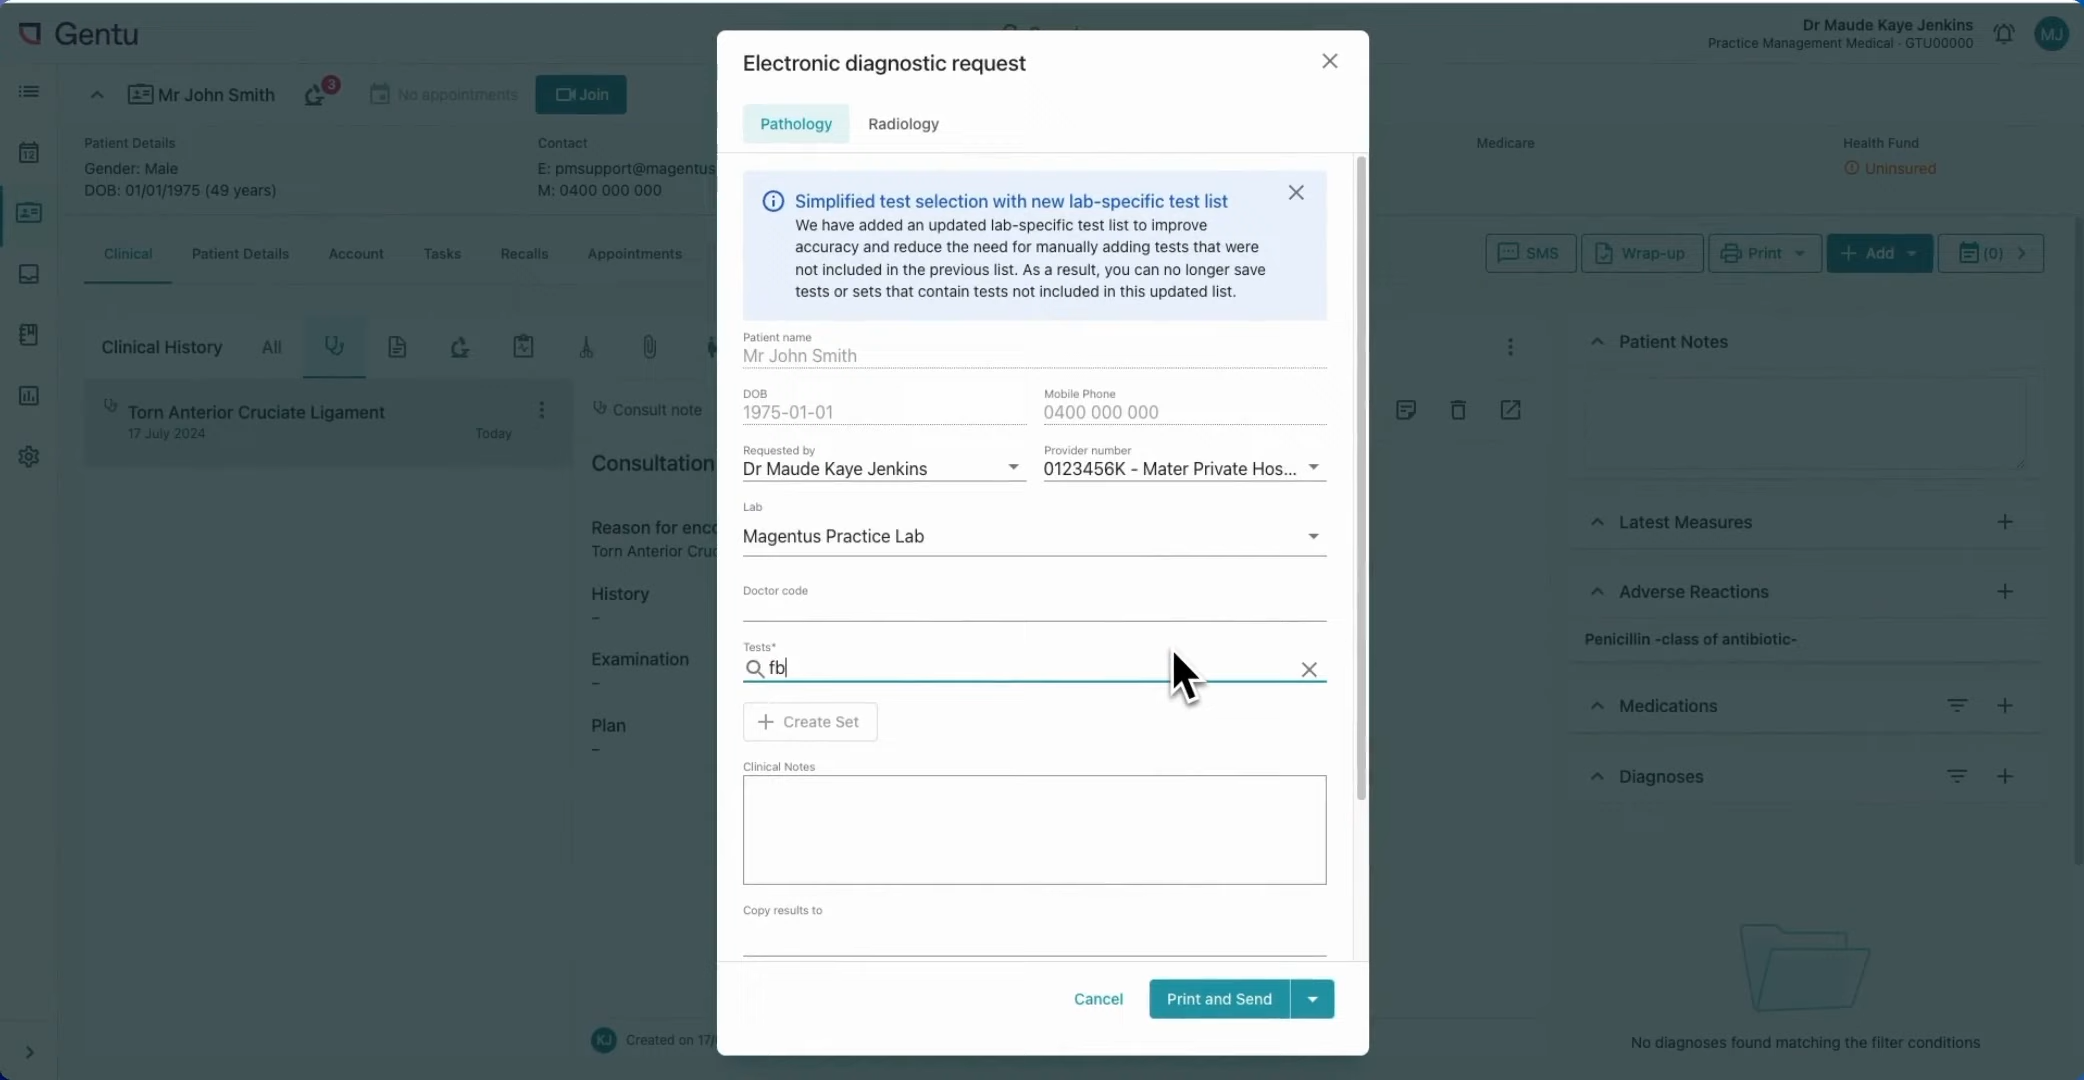 Gentu
Dr Maude Kaye Jenkins
Practice Management Medical - GTU00000
MJ
Mr John Smith
3
No appointments
Join
Patient Details
Gender: Male
DOB: 01/01/1975 (49 years)
Contact
E: pmsupport@magentus
M: 0400 000 000
Medicare
Health Fund
Uninsured
12
Clinical
Patient Details
Account
Tasks
Recalls
Appointments
SMS
Wrap-up
Print
Add
(0)
Clinical History
All
Torn Anterior Cruciate Ligament
17 July 2024
Today
Consult note
Consultation
Reason for enco
Torn Anterior Cruc
History
–
Examination
–
Plan
–
KJ
Created on 17/
Electronic diagnostic request
Pathology
Radiology
Simplified test selection with new lab-specific test list
We have added an updated lab-specific test list to improve
accuracy and reduce the need for manually adding tests that were
not included in the previous list. As a result, you can no longer save
tests or sets that contain tests not included in this updated list.
Patient name
Mr John Smith
DOB
1975-01-01
Mobile Phone
0400 000 000
Requested by
Dr Maude Kaye Jenkins
Provider number
0123456K - Mater Private Hos...
Lab
Magentus Practice Lab
Doctor code
Tests*
fb
Create Set
Clinical Notes
Copy results to
Cancel
Print and Send
Patient Notes
Latest Measures
Adverse Reactions
Penicillin -class of antibiotic-
Medications
Diagnoses
No diagnoses found matching the filter conditions